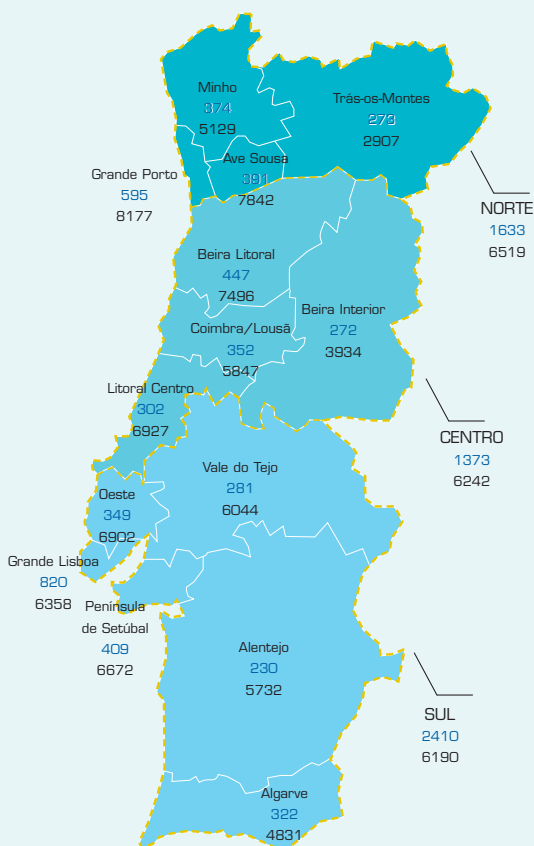 Minho
374
5129
Trás-os-Montes
273
2907
Ave Sousa
391
7842
Grande Porto
595
8177
NORTE
1633
6519
Beira Litoral
447
7496
Beira Interior
272
3934
Coimbra/Lousã
352
5847
Litoral Centro
302
6927
CENTRO
1373
6242
Vale do Tejo
281
6044
Oeste
349
6902
Grande Lisboa
820
6358
Península
de Setúbal
409
6672
Alentejo
230
5732
SUL
2410
6190
Algarve
322
4831